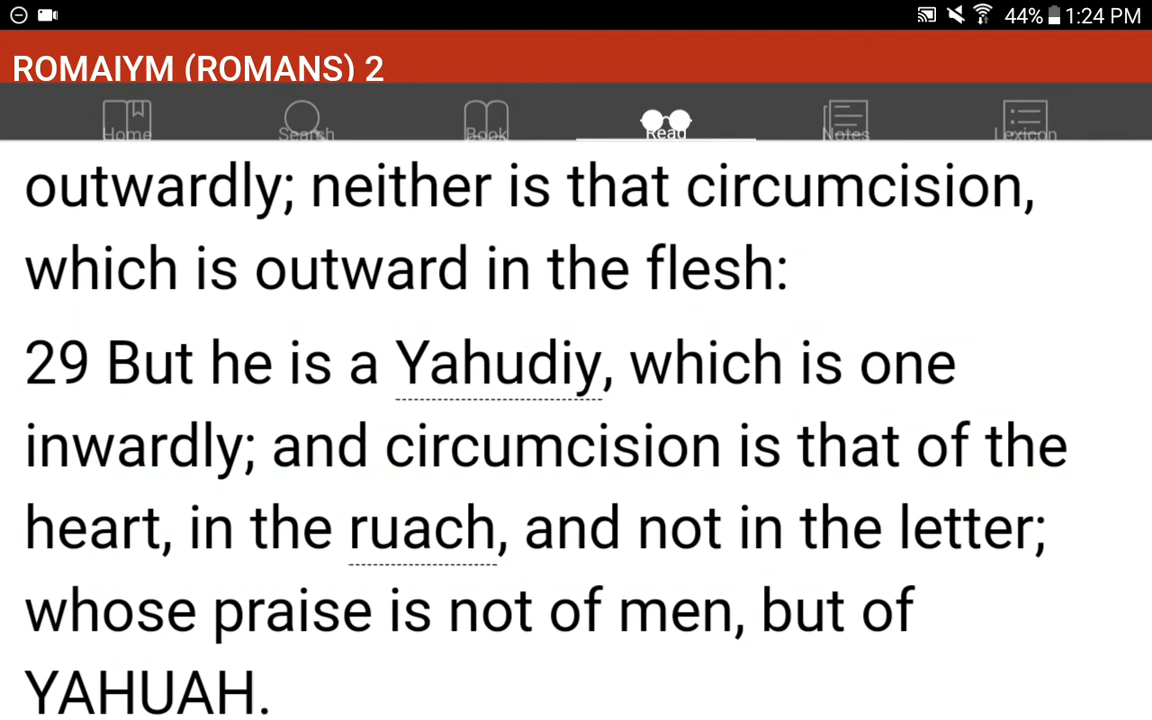 44% 1:24 PM
ROMAIYM (ROMANS) 2
Home Search Book Read Notes Lexicon
outwardly; neither is that circumcision,
which is outward in the flesh:
29 But he is a Yahudiy, which is one
inwardly; and circumcision is that of the
heart, in the ruach, and not in the letter;
whose praise is not of men, but of
YAHUAH.